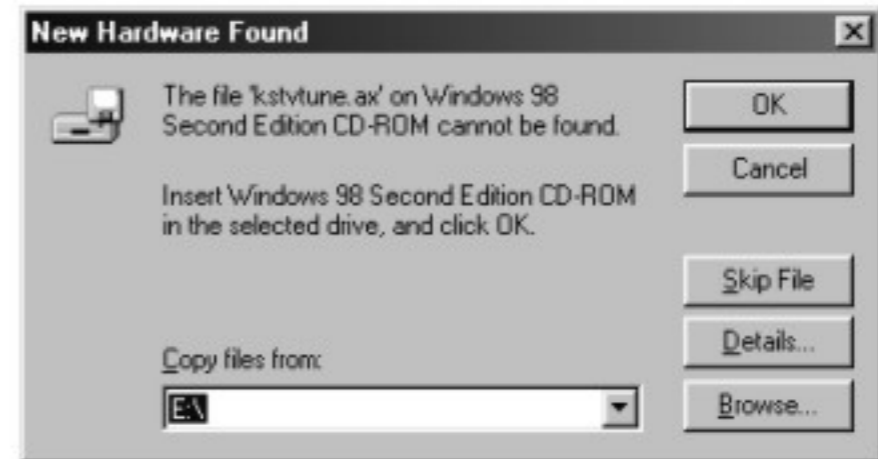 New Hardware Found
The file 'kstvtune.ax' on Windows 98
Second Edition CD-ROM cannot be found.
Insert Windows 98 Second Edition CD-ROM
in the selected drive, and click OK.
Copy files from:
E:\
OK
Cancel
Skip File
Details...
Browse...